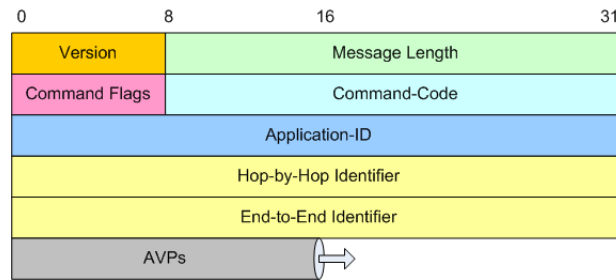 0 8 16 31
Version Message Length
Command Flags Command-Code
Application-ID
Hop-by-Hop Identifier
End-to-End Identifier
AVPs